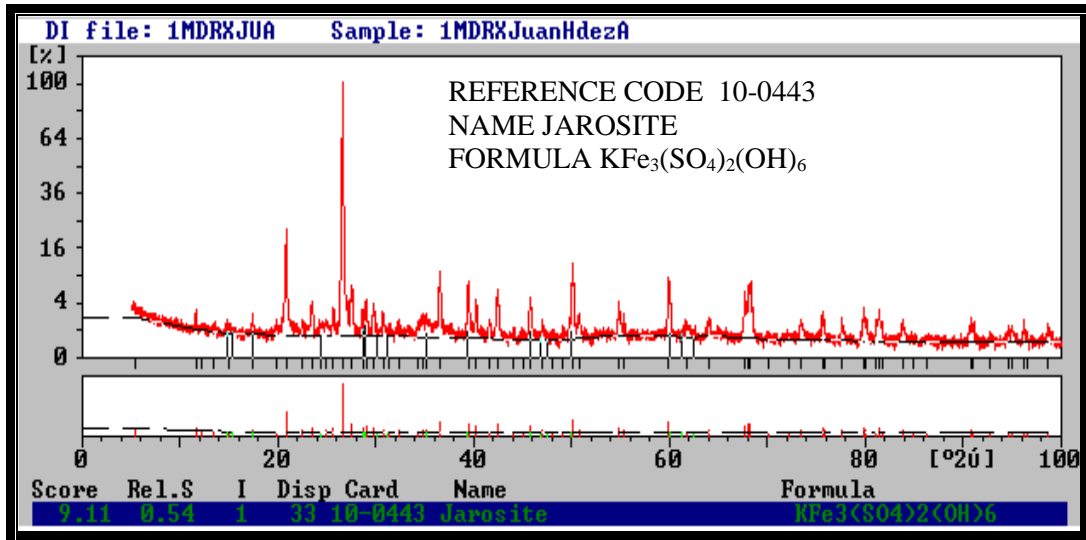 DI file: 1MDRXJUA Sample: 1MDRXJuanHdezA
[%]
100
64
36
16
4
0
REFERENCE CODE 10-0443
NAME JAROSITE
FORMULA KFe₃(SO₄)₂(OH)₆
0 20 40 60 80 [°2ú] 100
Score Rel.S I Disp Card Name Formula
9.11 0.54 1 33 10-0443 Jarosite KFe3(SO4)2(OH)6